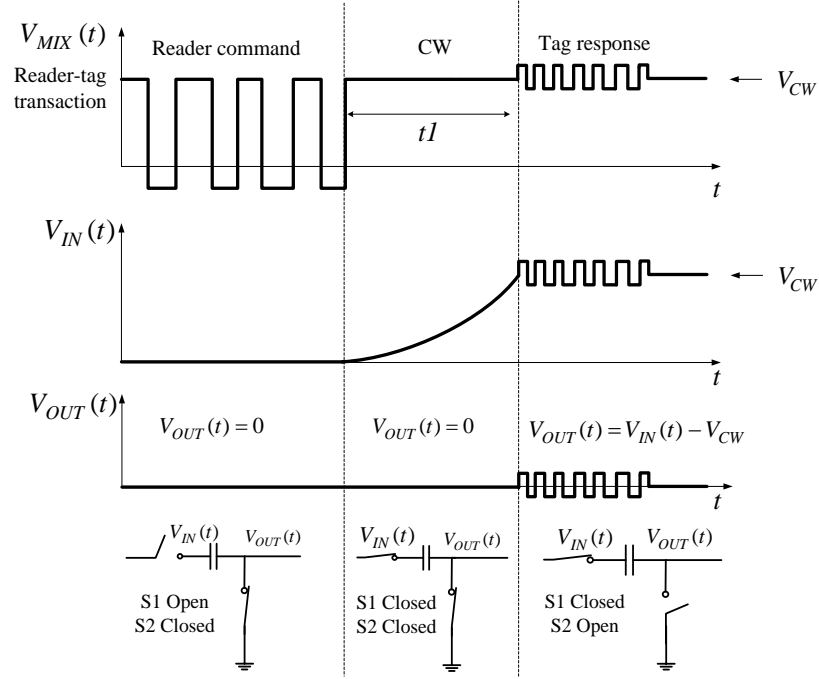 V_MIX (t)
Reader command
CW
Tag response
Reader-tag
transaction
V_CW
t1
t
V_IN (t)
V_CW
t
V_OUT (t)
V_OUT (t) = 0
V_OUT (t) = 0
V_OUT (t) = V_IN (t) − V_CW
t
V_IN (t)
V_OUT (t)
V_IN (t)
V_OUT (t)
V_IN (t)
V_OUT (t)
S1 Open
S2 Closed
S1 Closed
S2 Closed
S1 Closed
S2 Open